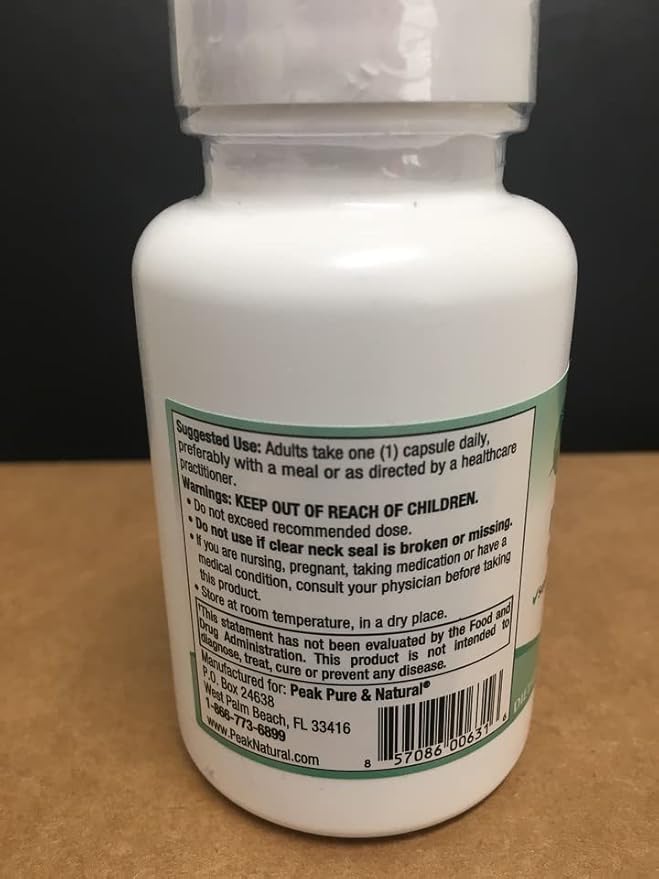 Suggested Use: Adults take one (1) capsule daily,
preferably with a meal or as directed by a healthcare
practitioner.
Warnings: KEEP OUT OF REACH OF CHILDREN.
• Do not exceed recommended dose.
• Do not use if clear neck seal is broken or missing.
• If you are nursing, pregnant, taking medication or have a
medical condition, consult your physician before taking
this product.
• Store at room temperature, in a dry place.
*This statement has not been evaluated by the Food and
Drug Administration. This product is not intended to
diagnose, treat, cure or prevent any disease.
Manufactured for: Peak Pure & Natural®
P.O. Box 24638
West Palm Beach, FL 33416
1-866-773-6899
www.PeakNatural.com
8 57086 00631